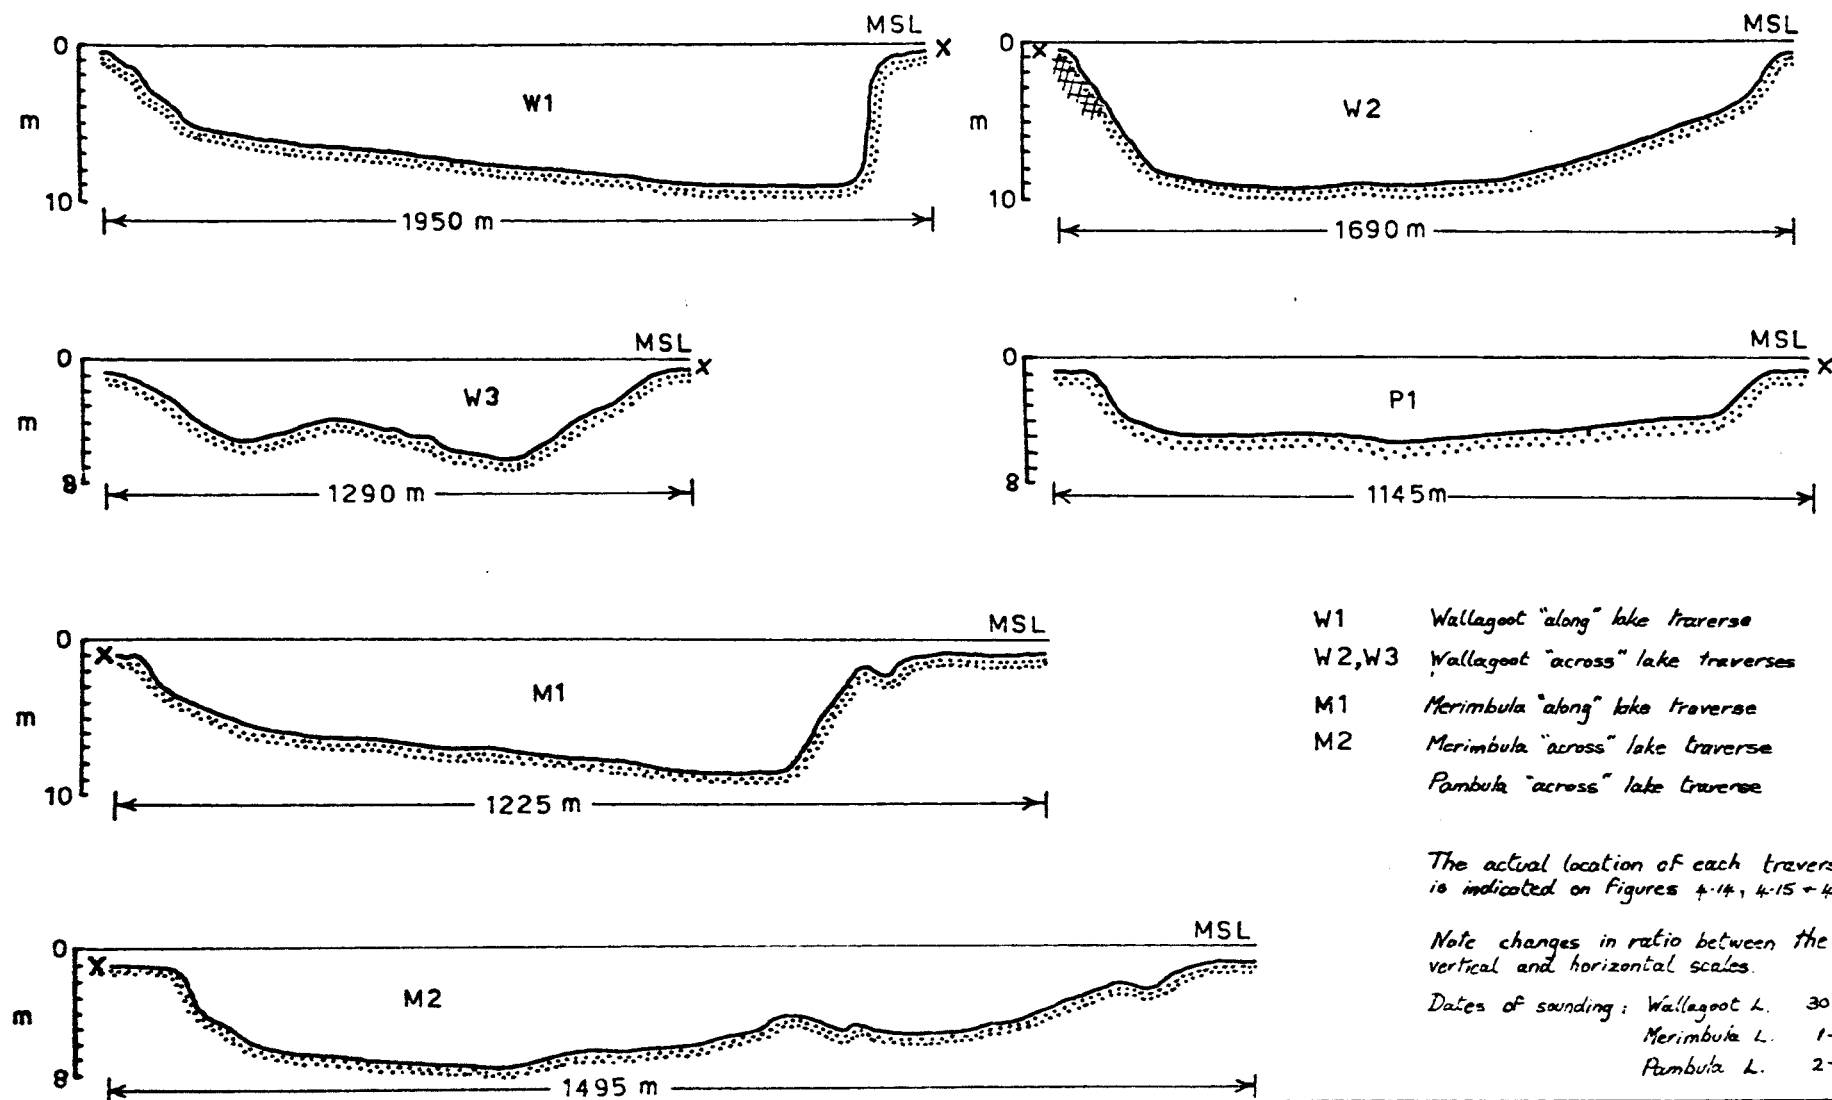 MSL
0
X
W1
m
10
1950 m
MSL
0
X
W2
m
10
1690 m
MSL
0
X
W3
m
8
1290 m
MSL
0
X
P1
8
1145 m
MSL
0
X
M1
m
10
1225 m
W1 Wallagoot "along" lake traverse
W2, W3 Wallagoot "across" lake traverses
M1 Merimbula "along" lake traverse
M2 Merimbula "across" lake traverse
Pambula "across" lake traverse
The actual location of each
is indicated on Figures 4.14, 4.15 +
Note changes in ratio between the
vertical and horizontal scales.
Dates of sounding: Wallagoot L. 30
Merimbula L. 1-
Pambula L. 2-
MSL
0
X
M2
m
8
1495 m